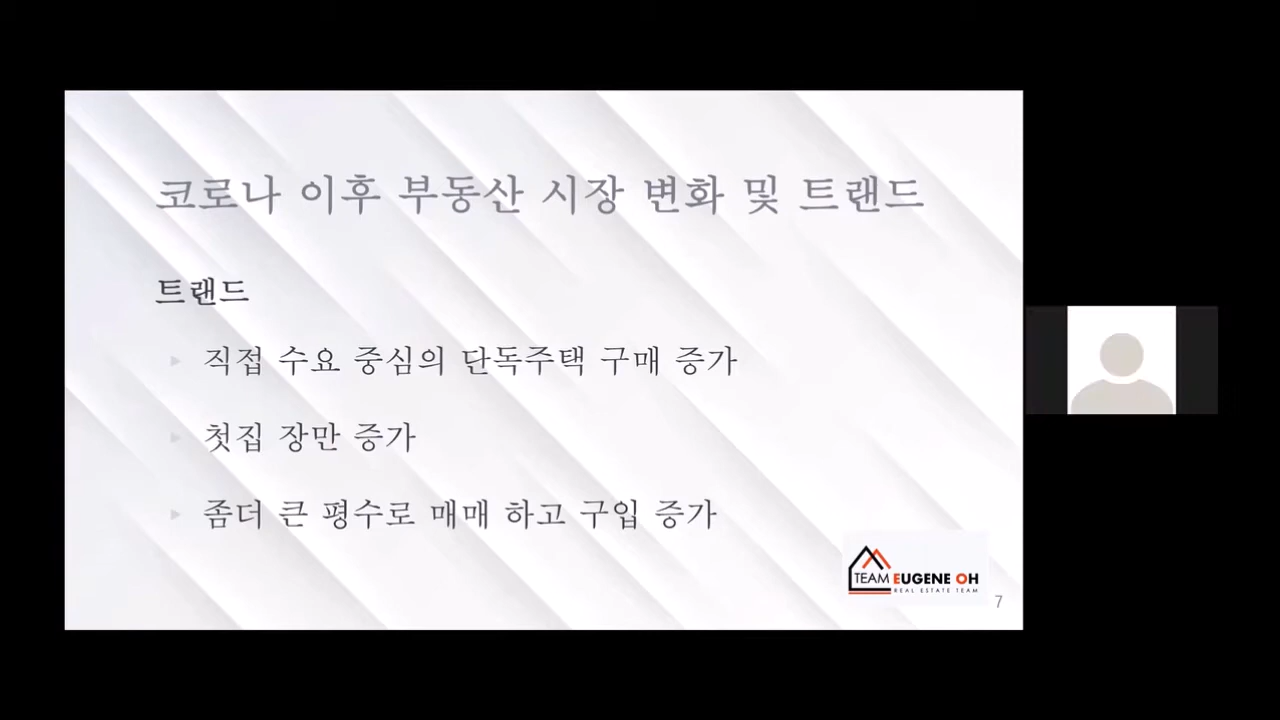 코로나 이후 부동산 시장 변화 및 트랜드
트랜드
직접 수요 중심의 단독주택 구매 증가
첫집 장만 증가
좀더 큰 평수로 매매 하고 구입 증가
TEAM EUGENE OH
REAL ESTATE TEAM
7